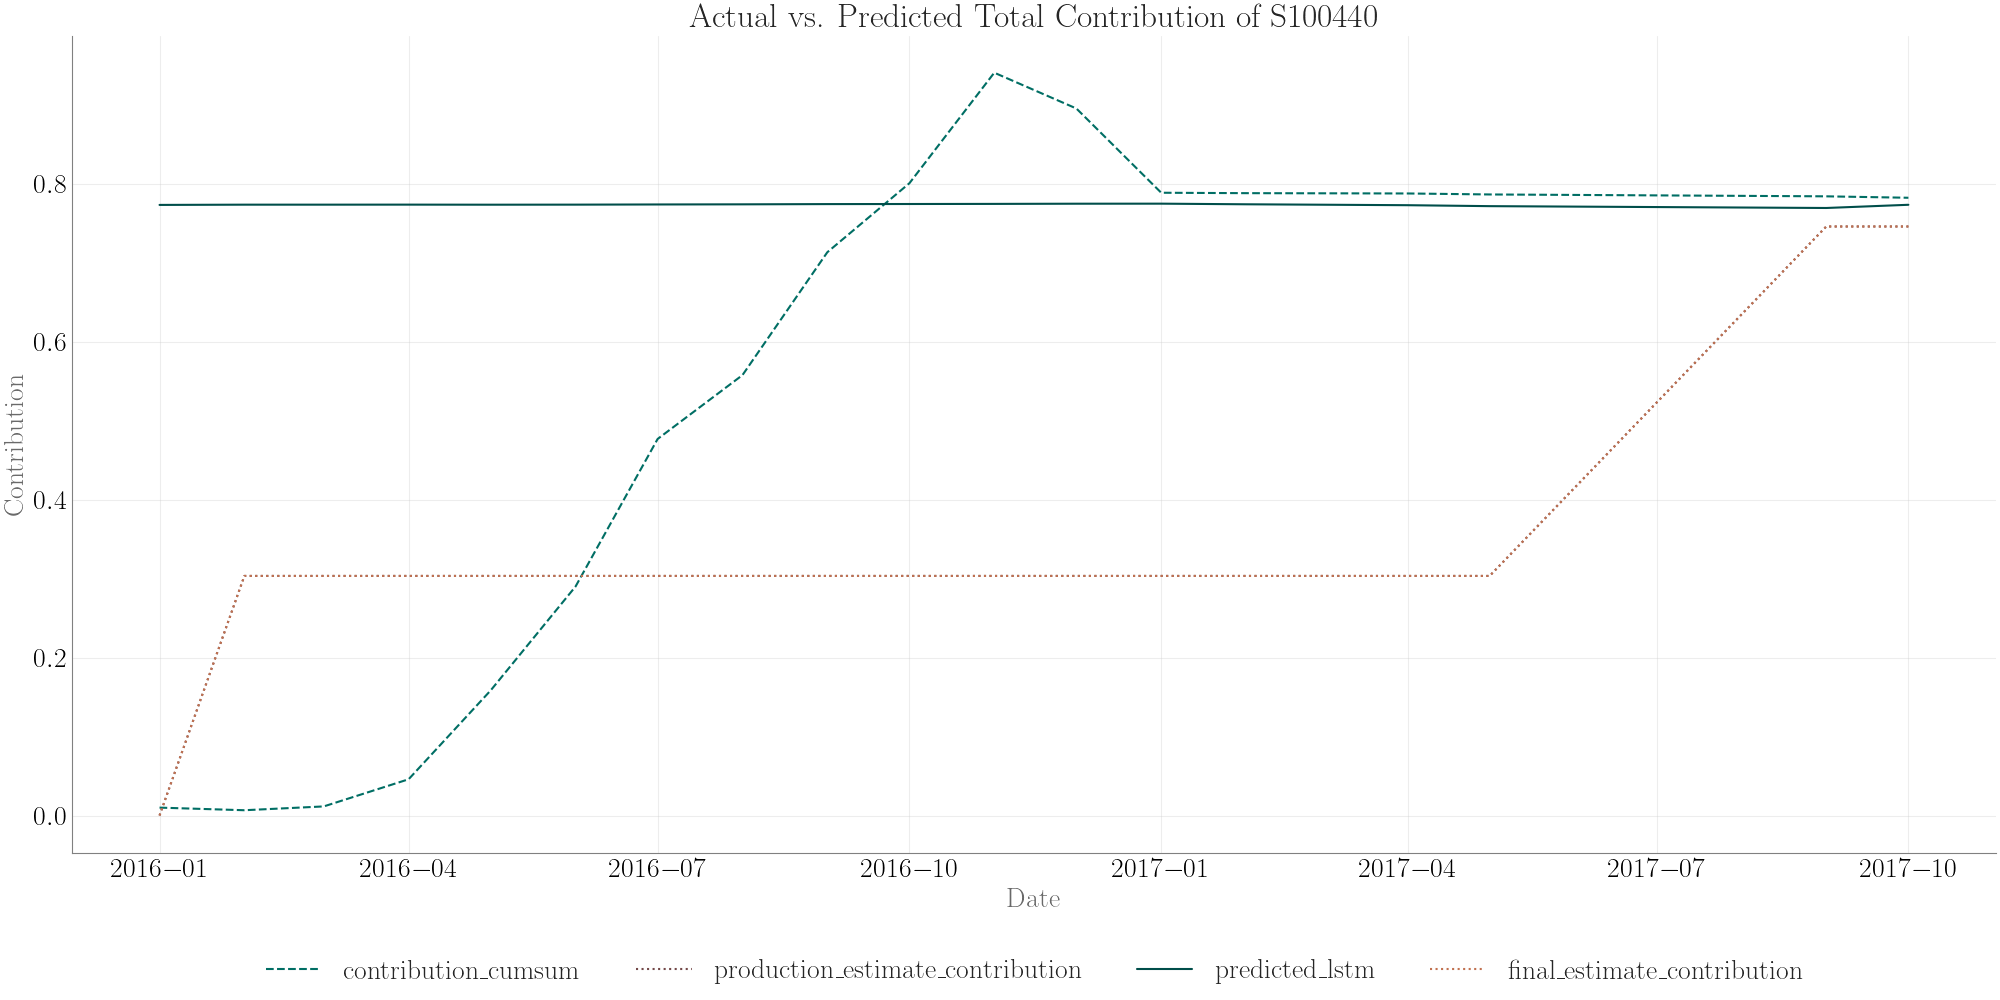 Actual vs. Predicted Total Contribution of S100440
Contribution
0.8
0.6
0.4
0.2
0.0
2016–01 2016–04 2016–07 2016–10 2017–01 2017–04 2017–07 2017–10
Date
contribution_cumsum production_estimate_contribution predicted_lstm final_estimate_contribution